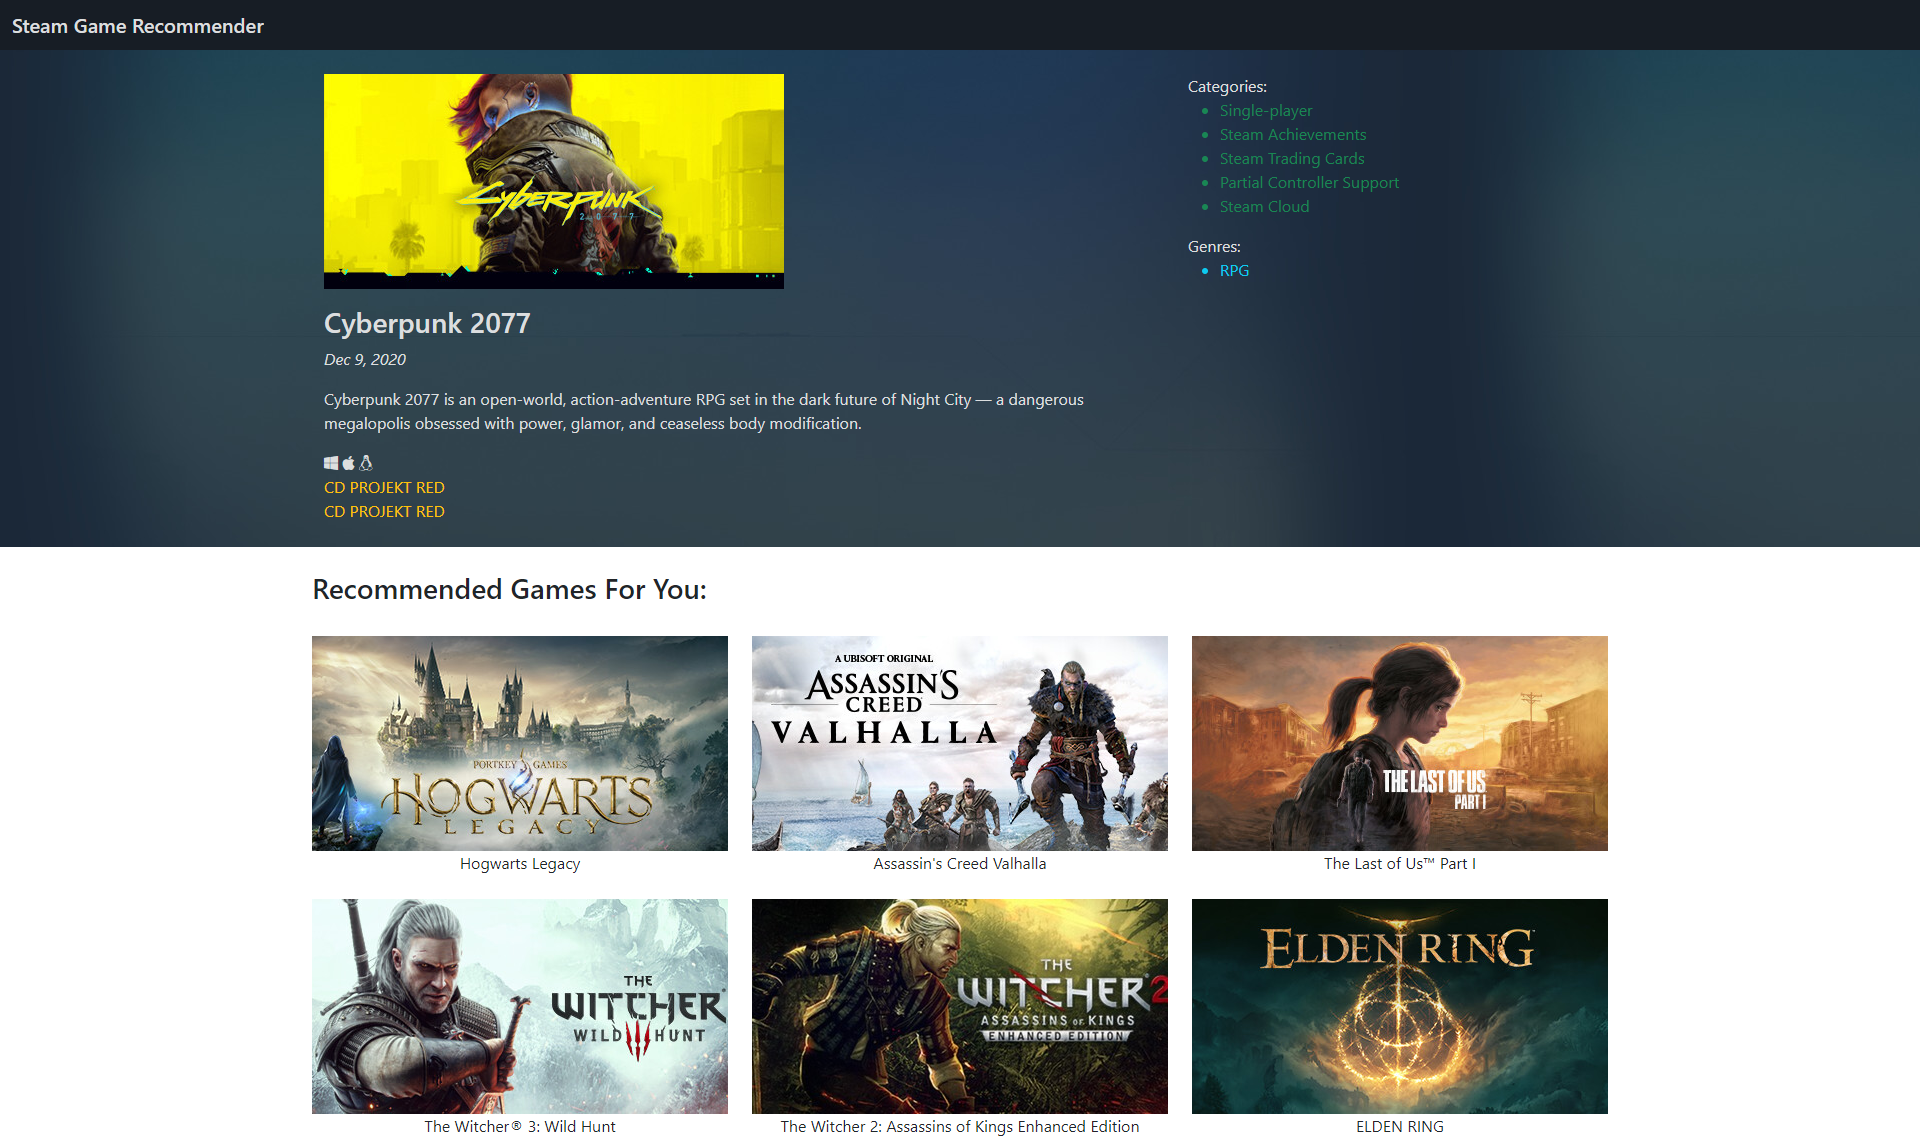 Steam Game Recommender
CYBERPUNK
2077
Cyberpunk 2077
Dec 9, 2020
Cyberpunk 2077 is an open-world, action-adventure RPG set in the dark future of Night City — a dangerous
megalopolis obsessed with power, glamor, and ceaseless body modification.
CD PROJEKT RED
CD PROJEKT RED
Categories:
Single-player
Steam Achievements
Steam Trading Cards
Partial Controller Support
Steam Cloud
Genres:
RPG
Recommended Games For You:
PORTKEY GAMES
HOGWARTS
LEGACY
Hogwarts Legacy
A UBISOFT ORIGINAL
ASSASSIN'S
CREED
VALHALLA
Assassin's Creed Valhalla
THE LAST OF US
PART I
The Last of Us™ Part I
THE
WITCHER
WILD HUNT
The Witcher® 3: Wild Hunt
THE
WITCHER 2
ASSASSINS OF KINGS
ENHANCED EDITION
The Witcher 2: Assassins of Kings Enhanced Edition
ELDEN RING
ELDEN RING